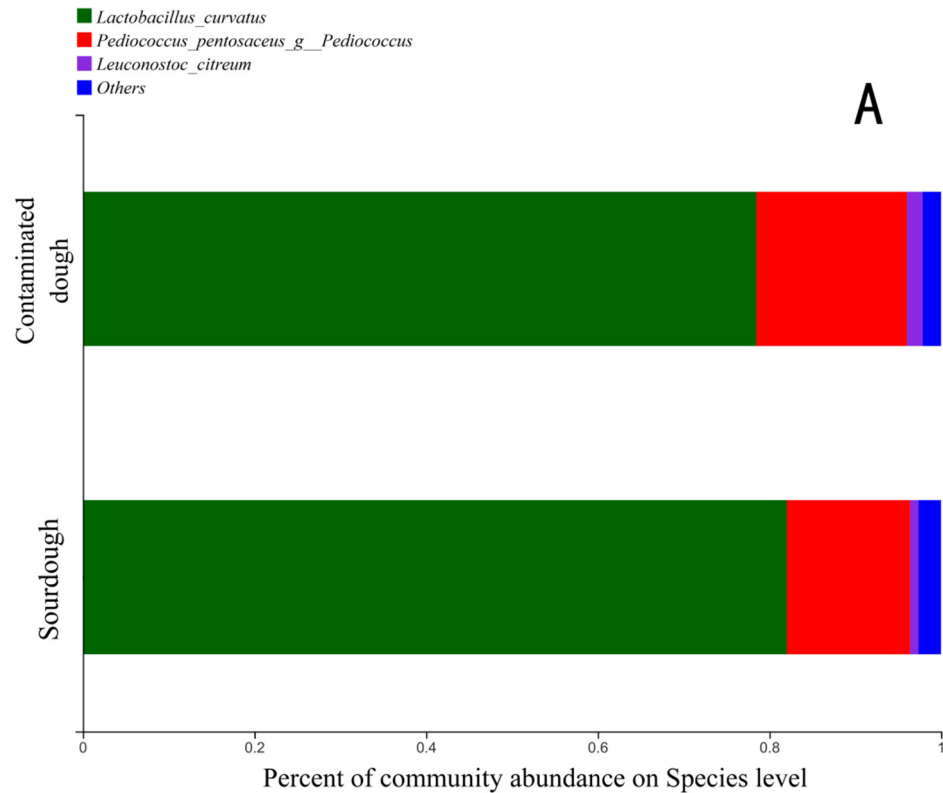 Lactobacillus_curvatus
Pediococcus_pentosaceus_g__Pediococcus
Leuconostoc_citreum
Others
A
Contaminated
dough
Sourdough
0 0.2 0.4 0.6 0.8 1
Percent of community abundance on Species level